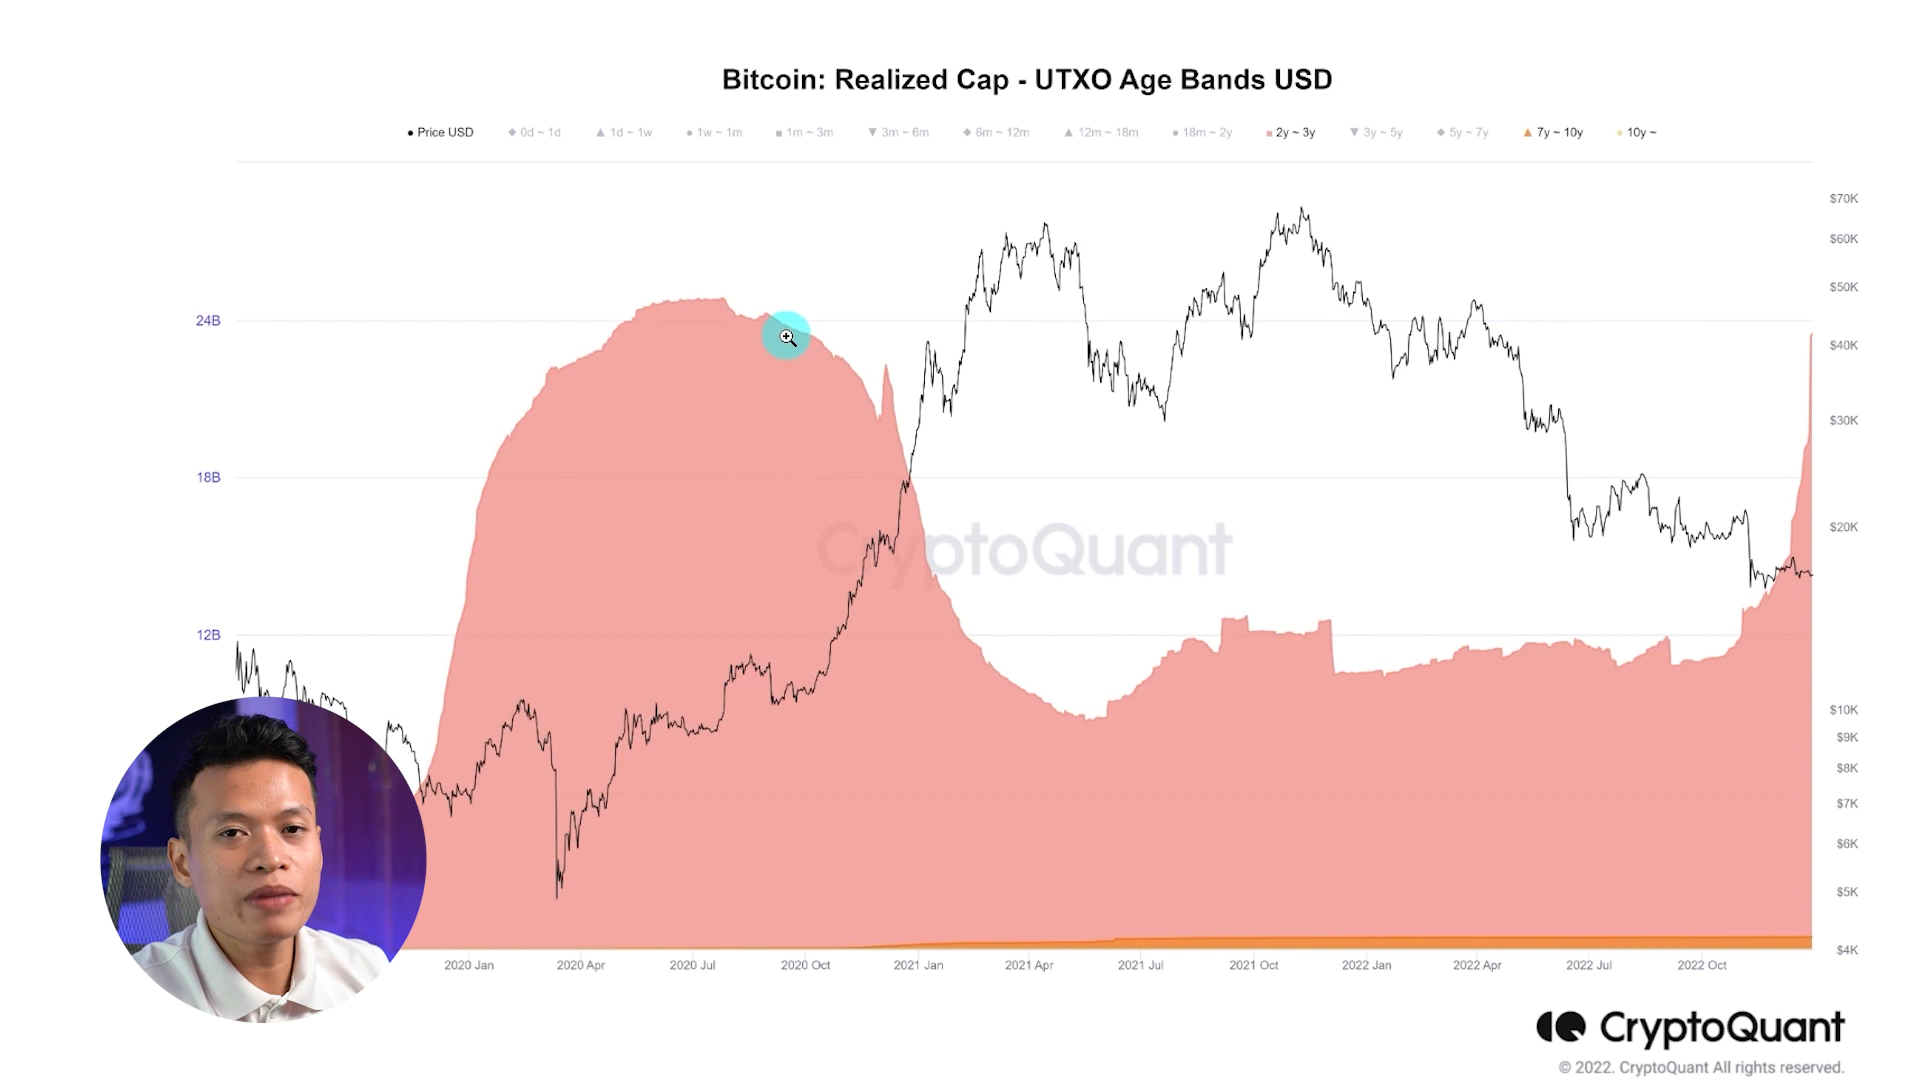 Bitcoin: Realized Cap - UTXO Age Bands USD
Price USD 0d ~ 1d 1d ~ 1w 1w ~ 1m 1m ~ 3m 3m ~ 6m 6m ~ 12m 12m ~ 18m 18m ~ 2y 2y ~ 3y 3y ~ 5y 5y ~ 7y 7y ~ 10y 10y ~
$70K
$60K
$50K
24B
$40K
$30K
18B
$20K
CryptoQuant
12B
$10K
$9K
$8K
$7K
$6K
$5K
$4K
2020 Jan 2020 Apr 2020 Jul 2020 Oct 2021 Jan 2021 Apr 2021 Jul 2021 Oct 2022 Jan 2022 Apr 2022 Jul 2022 Oct
CryptoQuant
© 2022. CryptoQuant All rights reserved.